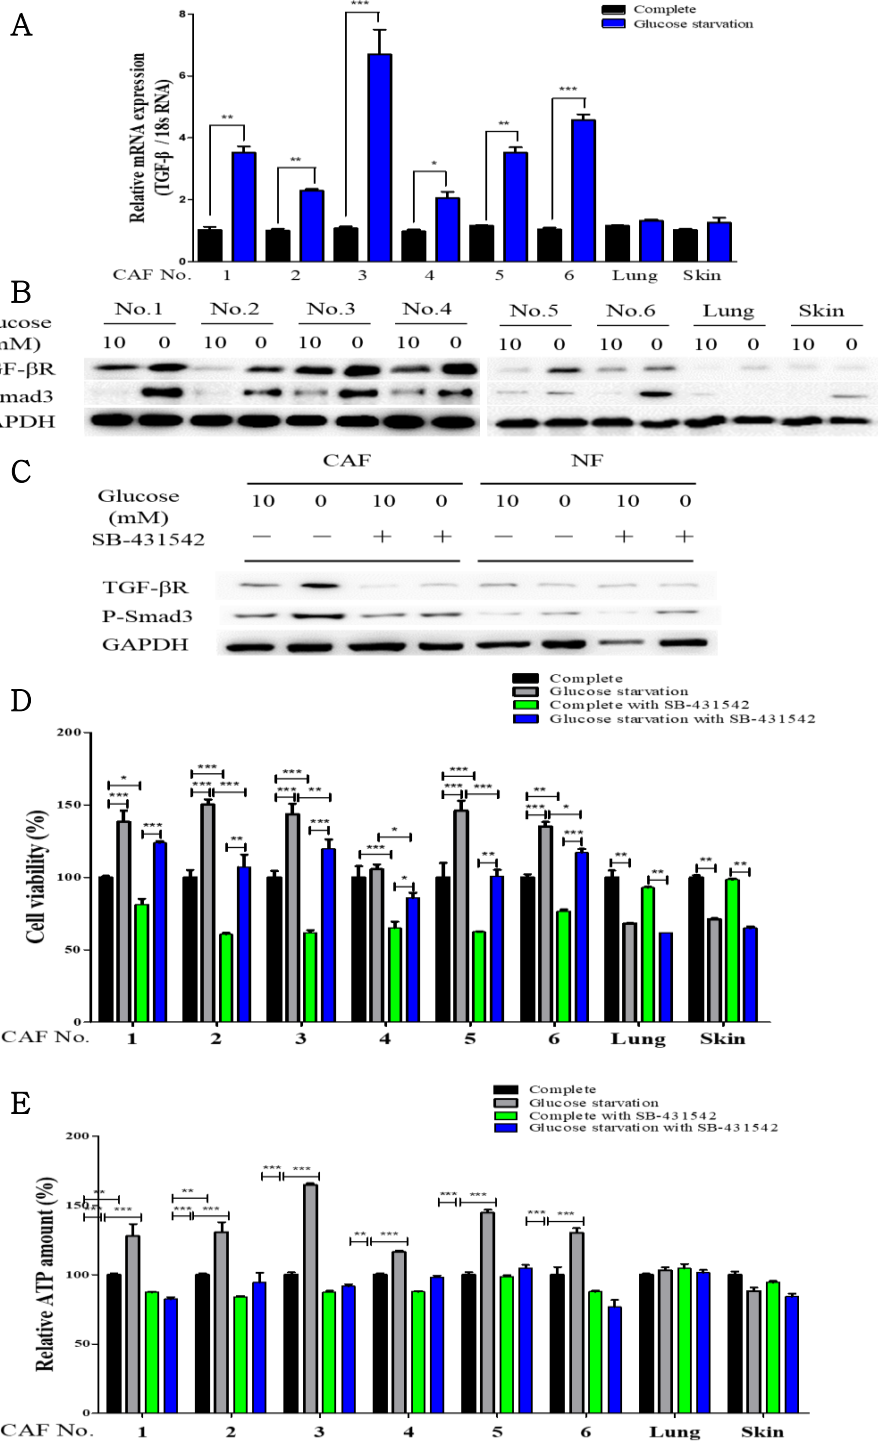 A
Complete
Glucose starvation
Relative mRNA expression
(TGF-β / 18s RNA)
8
6
4
2
0
** ** *** * ** ***
CAF No. 1 2 3 4 5 6 Lung Skin
B
No.1 No.2 No.3 No.4 No.5 No.6 Lung Skin
ucose
10 0 10 0 10 0 10 0 10 0 10 0 10 0 10 0
M)
F-βR
mad3
APDH
C
CAF NF
Glucose 10 0 10 0 10 0 10 0
(mM)
SB-431542 — — + + — — + +
TGF-βR
P-Smad3
GAPDH
D
Complete
Glucose starvation
Complete with SB-431542
Glucose starvation with SB-431542
Cell viability (%)
200
150
100
50
0
* *** *** *** *** *** ** *** *** ** *** *** * * *** *** *** ** ** *** * *** ** ** ** **
CAF No. 1 2 3 4 5 6 Lung Skin
E
Complete
Glucose starvation
Complete with SB-431542
Glucose starvation with SB-431542
Relative ATP amount (%)
200
150
100
50
0
** *** *** ** *** *** *** *** ** *** *** *** *** ***
CAF No. 1 2 3 4 5 6 Lung Skin